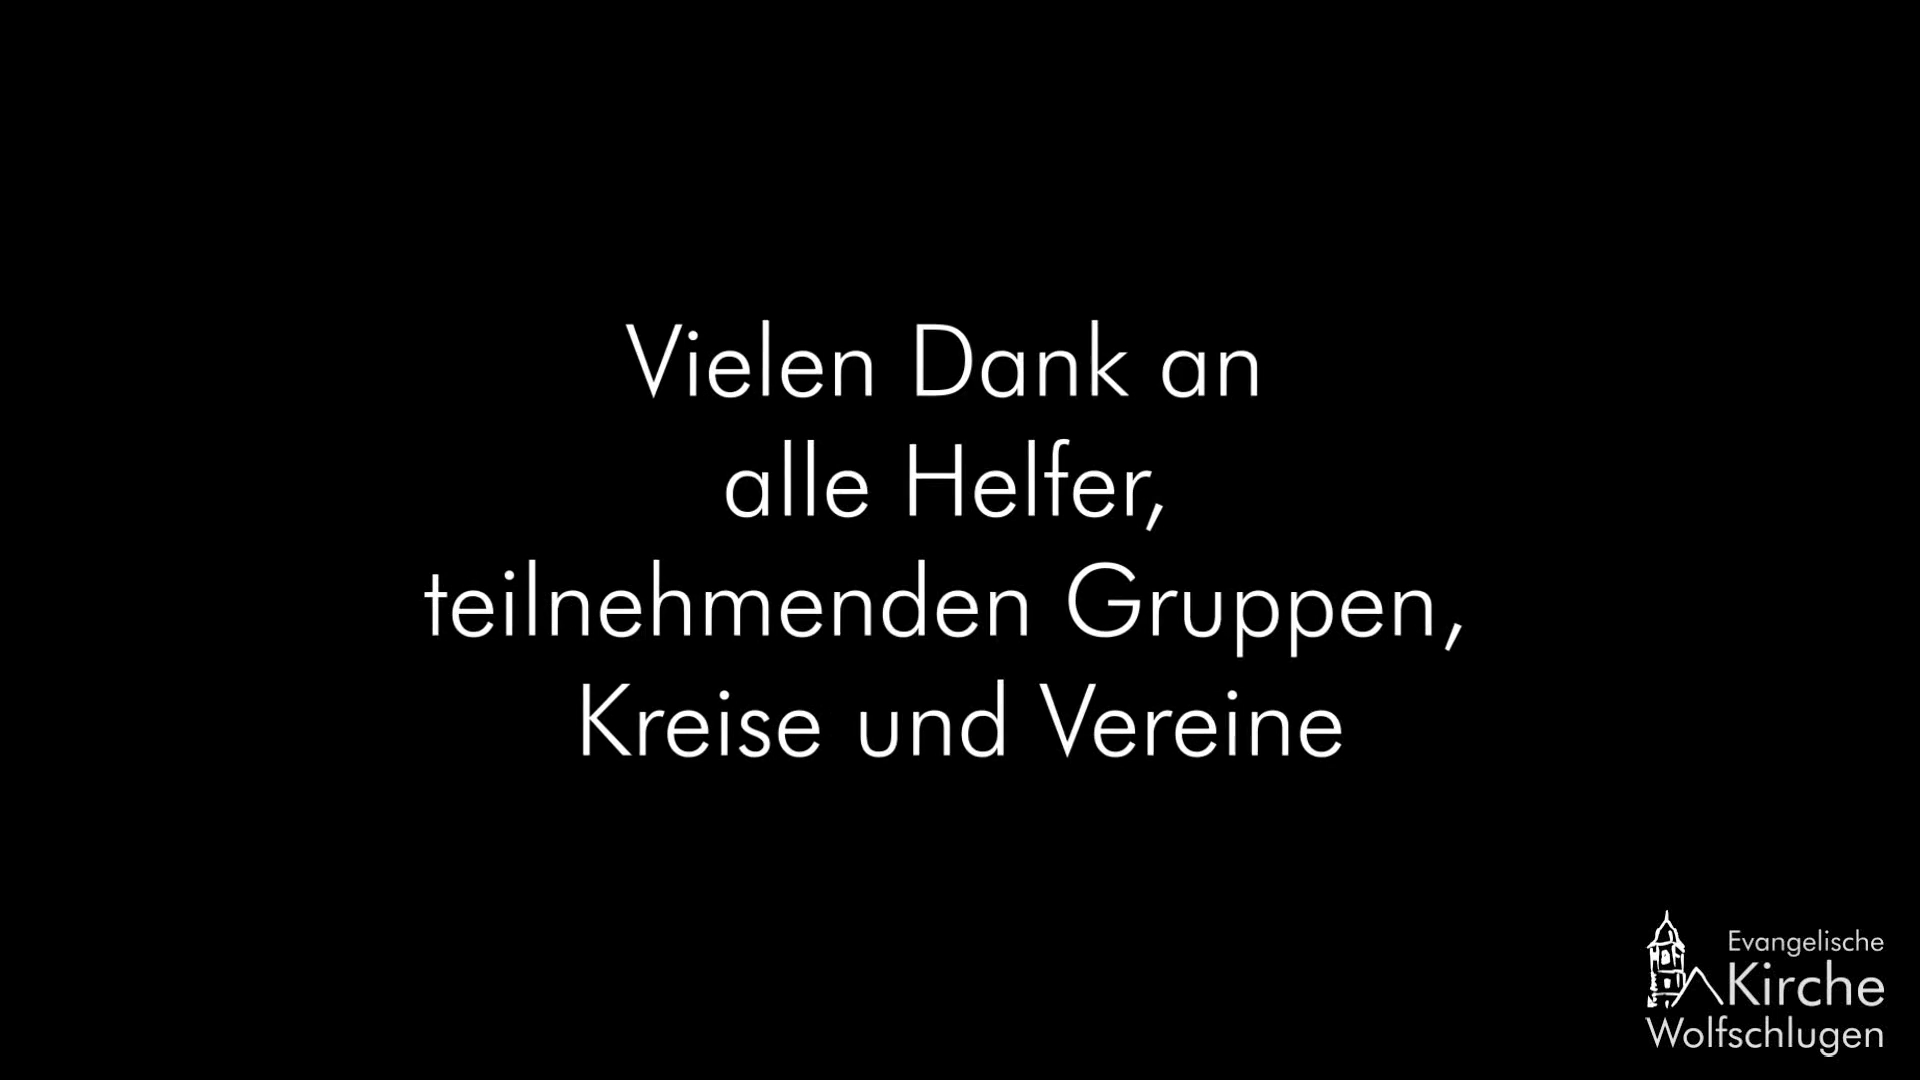 Vielen Dank an
alle Helfer,
teilnehmenden Gruppen,
Kreise und Vereine
Evangelische
Kirche
Wolfschlugen